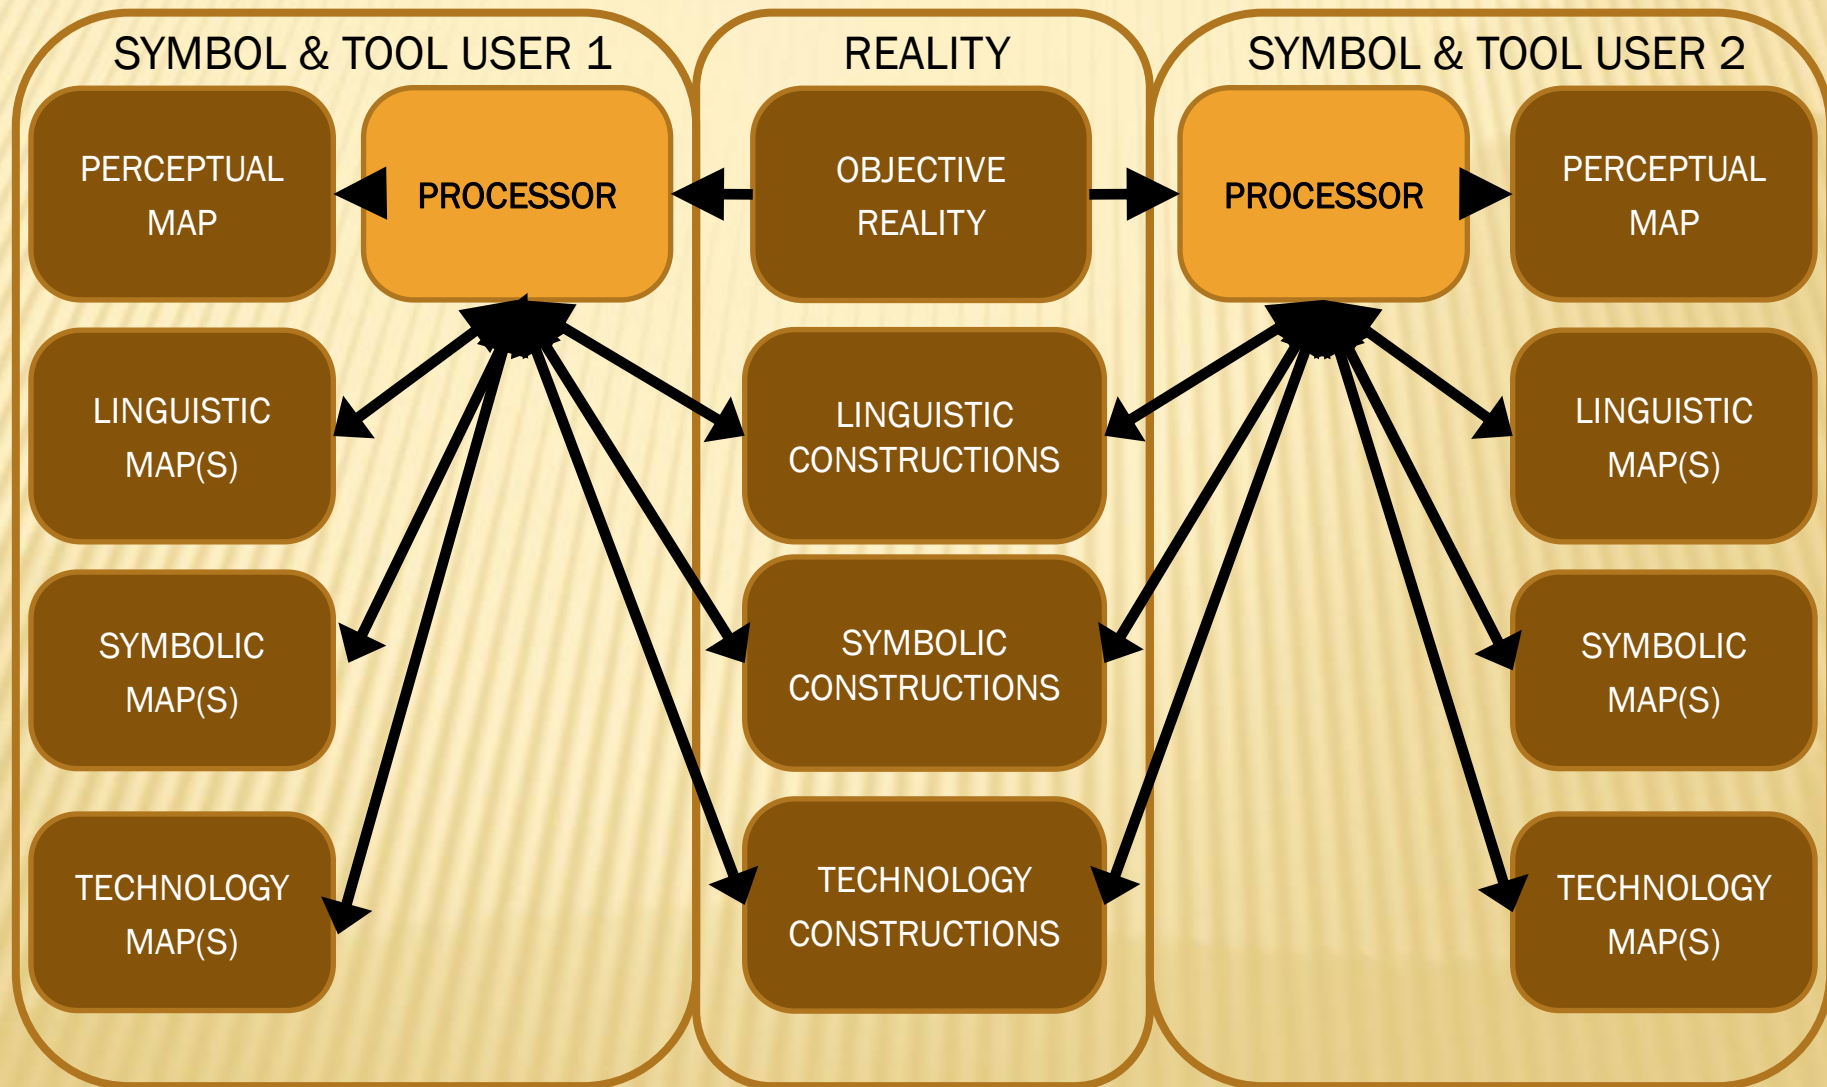 SYMBOL & TOOL USER 1
REALITY
SYMBOL & TOOL USER 2
PERCEPTUAL
MAP
PROCESSOR
OBJECTIVE
REALITY
PROCESSOR
PERCEPTUAL
MAP
LINGUISTIC
MAP(S)
LINGUISTIC
CONSTRUCTIONS
LINGUISTIC
MAP(S)
SYMBOLIC
MAP(S)
SYMBOLIC
CONSTRUCTIONS
SYMBOLIC
MAP(S)
TECHNOLOGY
MAP(S)
TECHNOLOGY
CONSTRUCTIONS
TECHNOLOGY
MAP(S)